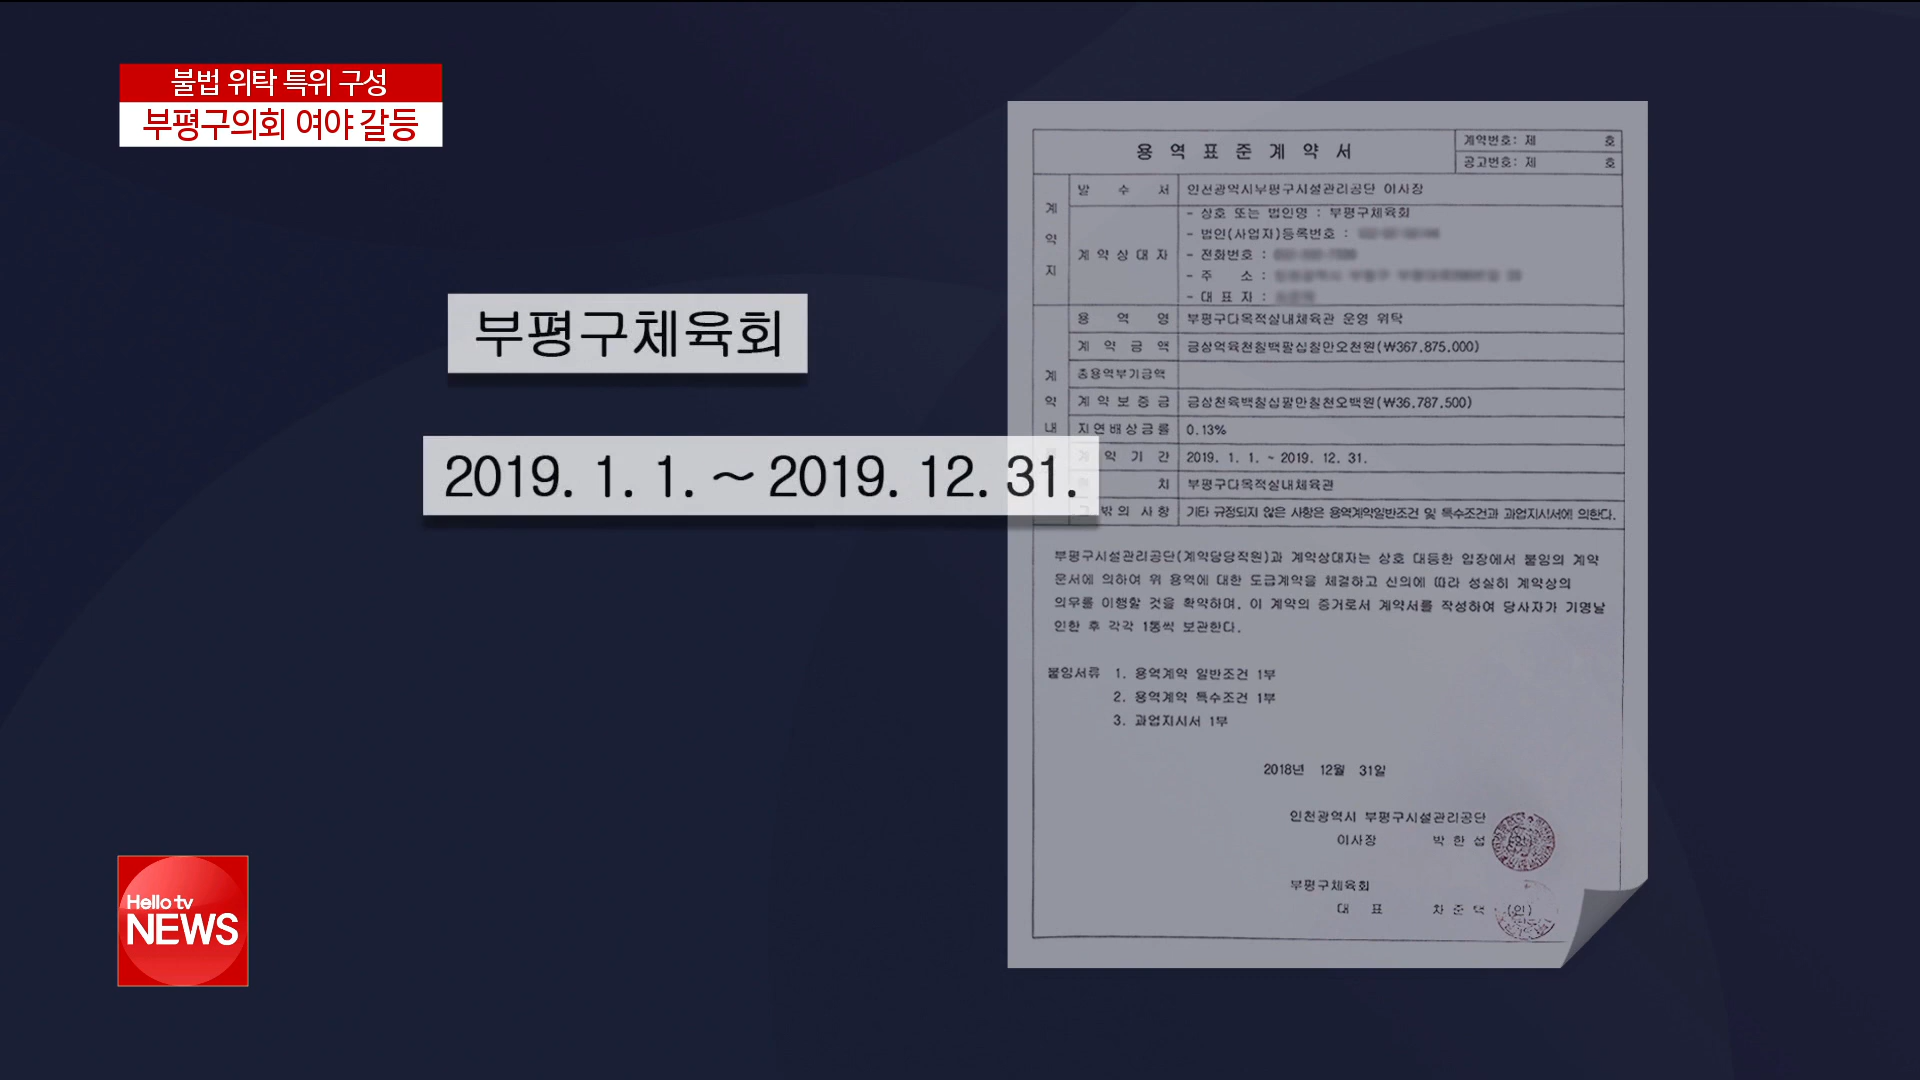 불법 위탁 특위 구성
부평구의회 여야 갈등
부평구체육회
2019. 1. 1. ~ 2019. 12. 31.
용 역 표 준 계 약 서
계약번호: 제 호
공고번호: 제 호
계 약 자
발 수 서 인천광역시부평구시설관리공단 이사장
계 약 상 대 자
- 상호 또는 법인명 : 부평구체육회
- 법인(사업자)등록번호 :
- 전화번호 :
- 주 소 :
- 대 표 자 :
계 약 내
용 역 명 부평구다목적실내체육관 운영 위탁
계 약 금 액 금삼억육천칠백팔십칠만오천원(₩367.875.000)
총용역부기금액
계 약 보 증 금 금삼천육백칠십팔만칠천오백원(₩36.787.500)
지연배상금률 0.13%
약 기 간 2019. 1. 1. ~ 2019. 12. 31.
치 부평구다목적실내체육관
밖의 사항 기타 규정되지 않은 사항은 용역계약일반조건 및 특수조건과 과업지시서에 의한다.
부평구시설관리공단(계약담당직원)과 계약상대자는 상호 대등한 입장에서 붙임의 계약
문서에 의하여 위 용역에 대한 도급계약을 체결하고 신의에 따라 성실히 계약상의
의무를 이행할 것을 확약하며, 이 계약의 증거로서 계약서를 작성하여 당사자가 기명날
인한 후 각각 1통씩 보관한다.
붙임서류 1. 용역계약 일반조건 1부
2. 용역계약 특수조건 1부
3. 과업지시서 1부
2018년 12월 31일
인천광역시 부평구시설관리공단
이사장 박 한 섭
부평구체육회
대 표 차 준 택 (인)
Hello tv
NEWS